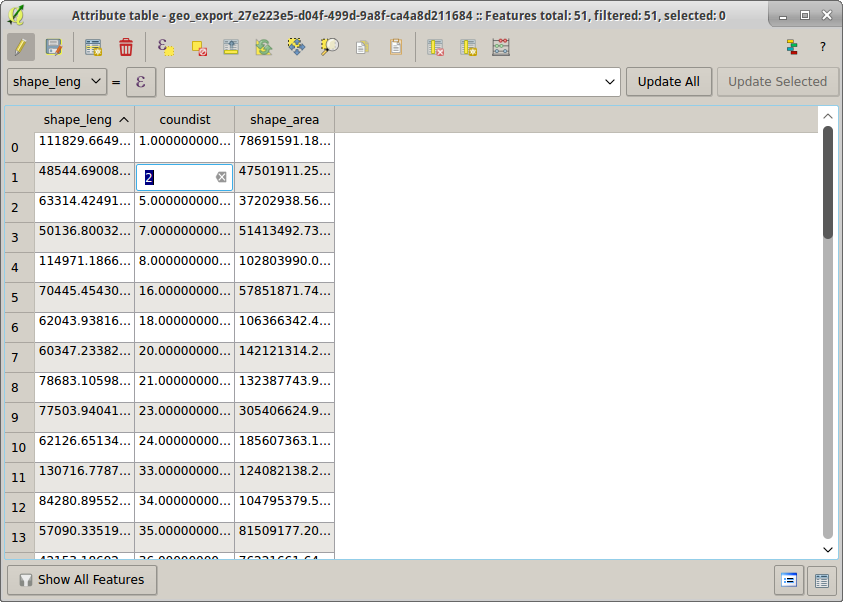 Attribute table - geo_export_27e223e5-d04f-499d-9a8f-ca4a8d211684 :: Features total: 51, filtered: 51, selected: 0
ε ?
shape_leng = ε Update All Update Selected
shape_leng coundist shape_area
0 111829.6649... 1.000000000... 78691591.18...
1 48544.69008... 2 47501911.25...
2 63314.42491... 5.000000000... 37202938.56...
3 50136.80032... 7.000000000... 51413492.73...
4 114971.1866... 8.000000000... 102803990.0...
5 70445.45430... 16.00000000... 57851871.74...
6 62043.93816... 18.00000000... 106366342.4...
7 60347.23382... 20.00000000... 142121314.2...
8 78683.10598... 21.00000000... 132387743.9...
9 77503.94041... 23.00000000... 305406624.9...
10 62126.65134... 24.00000000... 185607363.1...
11 130716.7787... 33.00000000... 124082138.2...
12 84280.89552... 34.00000000... 104795379.5...
13 57090.33519... 35.00000000... 81509177.20...
Show All Features